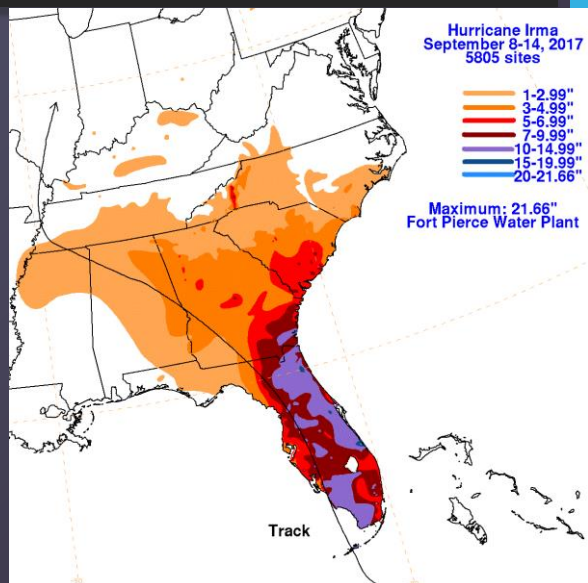 Hurricane Irma
September 8-14, 2017
5805 sites
1-2.99"
3-4.99"
5-6.99"
7-9.99"
10-14.99"
15-19.99"
20-21.66"
Maximum: 21.66"
Fort Pierce Water Plant
Track